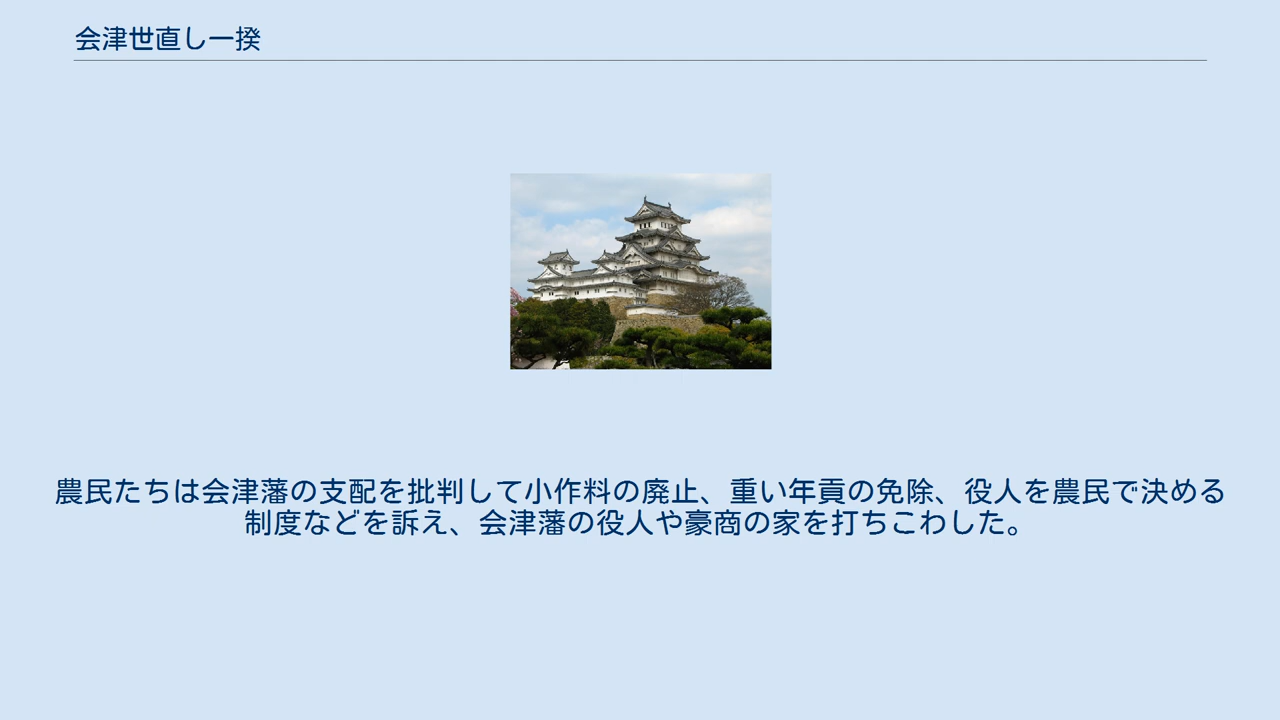 会津世直し一揆
農民たちは会津藩の支配を批判して小作料の廃止、重い年貢の免除、役人を農民で決める
制度などを訴え、会津藩の役人や豪商の家を打ちこわした。